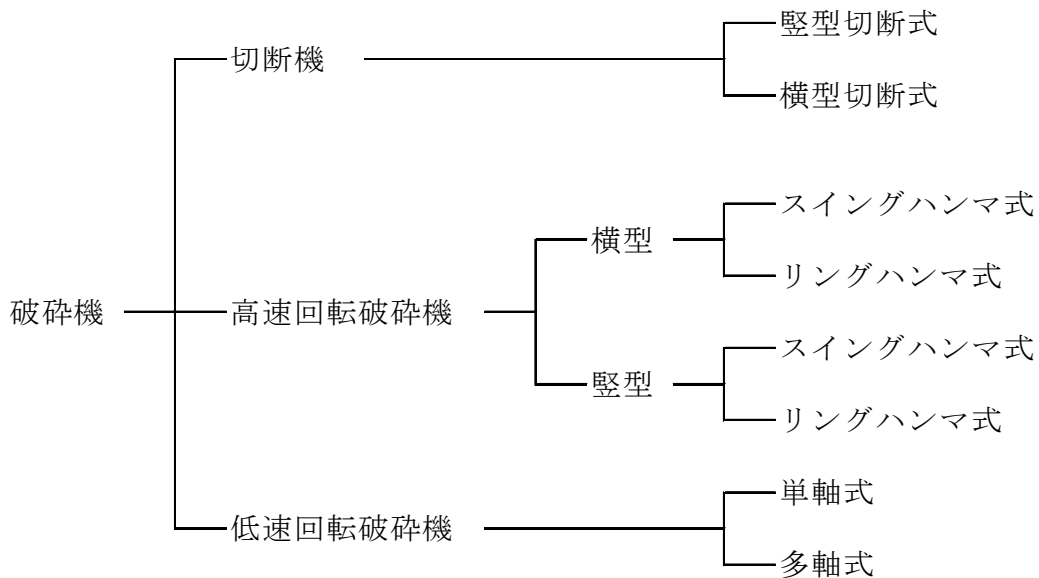 竪型切断式
切断機
横型切断式
スイングハンマ式
横型
リングハンマ式
破砕機
高速回転破砕機
スイングハンマ式
竪型
リングハンマ式
単軸式
低速回転破砕機
多軸式